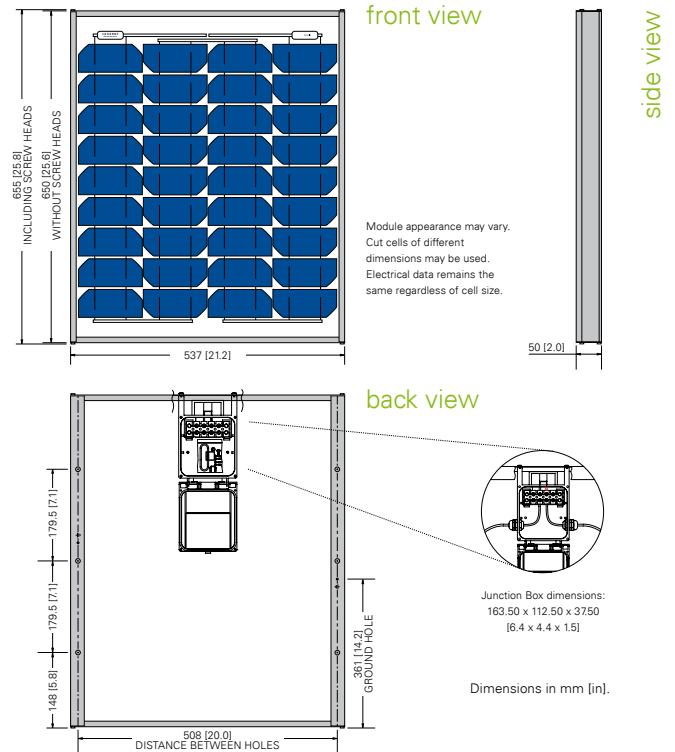 front view
side view
655 [25.8]
INCLUDING SCREW HEADS
650 [25.6]
WITHOUT SCREW HEADS
Module appearance may vary.
Cut cells of different
dimensions may be used.
Electrical data remains the
same regardless of cell size.
50 [2.0]
537 [21.2]
back view
179.5 [7.1]
179.5 [7.1]
148 [5.8]
361 [14.2]
GROUND HOLE
Junction Box dimensions:
163.50 x 112.50 x 37.50
[6.4 x 4.4 x 1.5]
Dimensions in mm [in].
508 [20.0]
DISTANCE BETWEEN HOLES